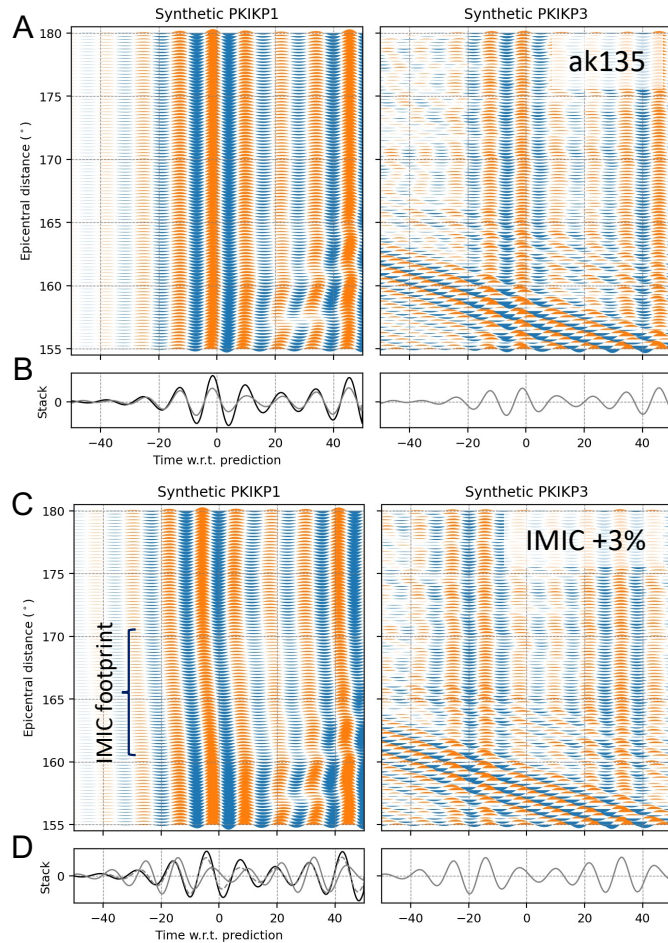 A
Synthetic PKIKP1
Synthetic PKIKP3
ak135
Epicentral distance (°)
180
175
170
165
160
155
B
Stack
0
0
−40
−20
0
20
40
−40
−20
0
20
40
Time w.r.t. prediction
C
Synthetic PKIKP1
Synthetic PKIKP3
IMIC +3%
IMIC footprint
Epicentral distance (°)
180
175
170
165
160
155
D
Stack
0
0
−40
−20
0
20
40
−40
−20
0
20
40
Time w.r.t. prediction